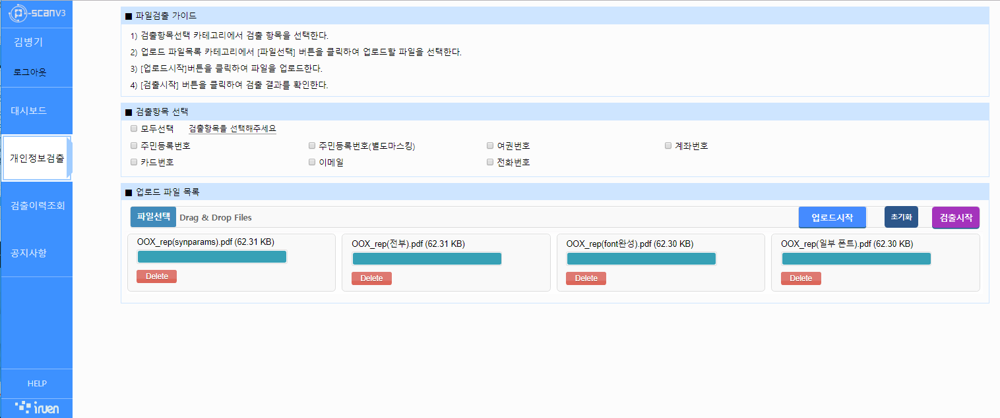 p-scanV3
김병기
로그아웃
대시보드
개인정보검출
검출이력조회
공지사항
HELP
iruen
■ 파일검출 가이드
1) 검출항목선택 카테고리에서 검출 항목을 선택한다.
2) 업로드 파일목록 카테고리에서 [파일선택] 버튼을 클릭하여 업로드할 파일을 선택한다.
3) [업로드시작]버튼을 클릭하여 파일을 업로드한다.
4) [검출시작] 버튼을 클릭하여 검출 결과를 확인한다.
■ 검출항목 선택
모두선택 검출항목을 선택해주세요
주민등록번호 주민등록번호(별도마스킹) 여권번호 계좌번호
카드번호 이메일 전화번호
■ 업로드 파일 목록
파일선택 Drag & Drop Files 업로드시작 초기화 검출시작
OOX_rep(synparams).pdf (62.31 KB) OOX_rep(전부).pdf (62.31 KB) OOX_rep(font완성).pdf (62.30 KB) OOX_rep(일부 폰트).pdf (62.30 KB)
Delete Delete Delete Delete